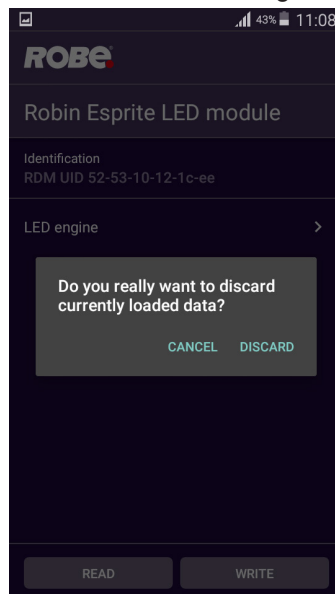 43% 11:08
ROBE
Robin Esprite LED module
Identification
RDM UID 52-53-10-12-1c-ee
LED engine
Do you really want to discard
currently loaded data?
CANCEL DISCARD
READ WRITE